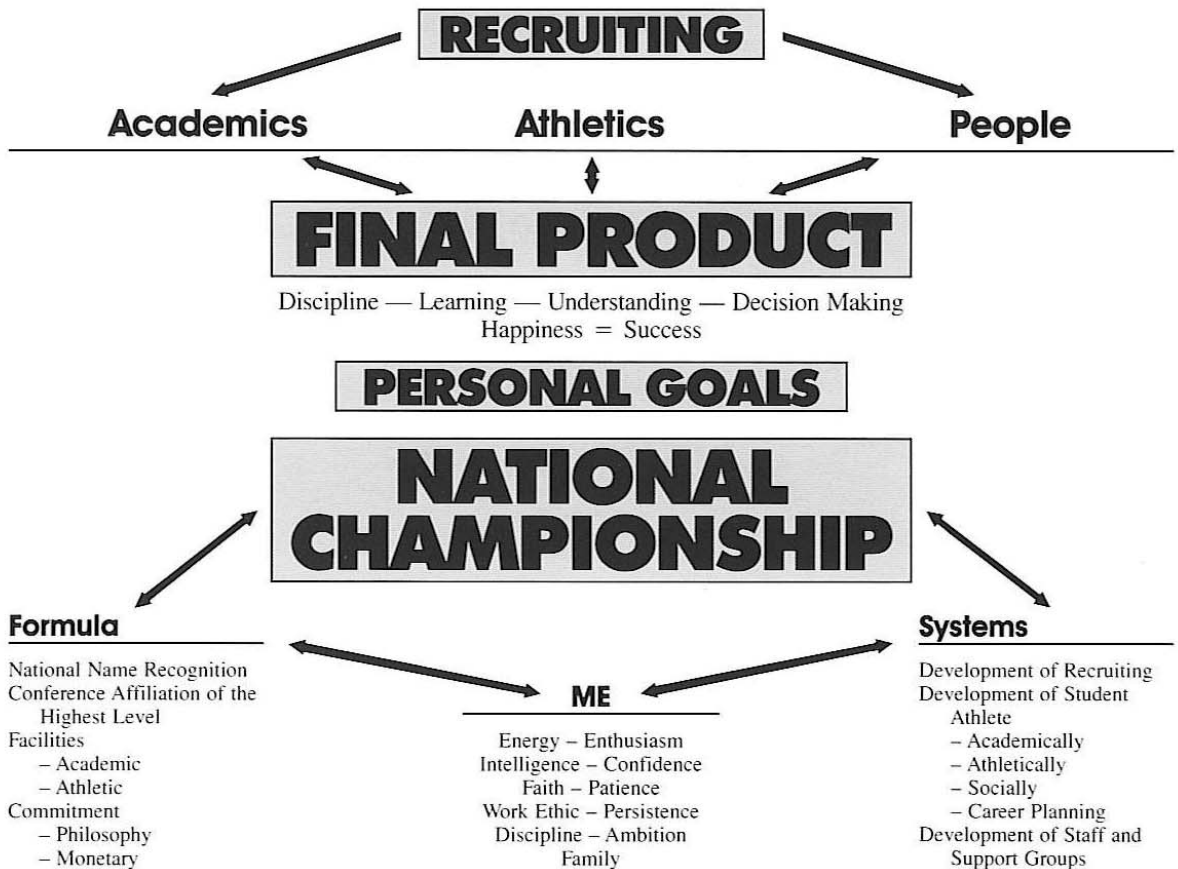 RECRUITING
Academics
Athletics
People
FINAL PRODUCT
Discipline — Learning — Understanding — Decision Making
Happiness = Success
PERSONAL GOALS
NATIONAL
CHAMPIONSHIP
Formula
National Name Recognition
Conference Affiliation of the
Highest Level
Facilities
– Academic
– Athletic
Commitment
– Philosophy
– Monetary
ME
Energy – Enthusiasm
Intelligence – Confidence
Faith – Patience
Work Ethic – Persistence
Discipline – Ambition
Family
Systems
Development of Recruiting
Development of Student
Athlete
– Academically
– Athletically
– Socially
– Career Planning
Development of Staff and
Support Groups